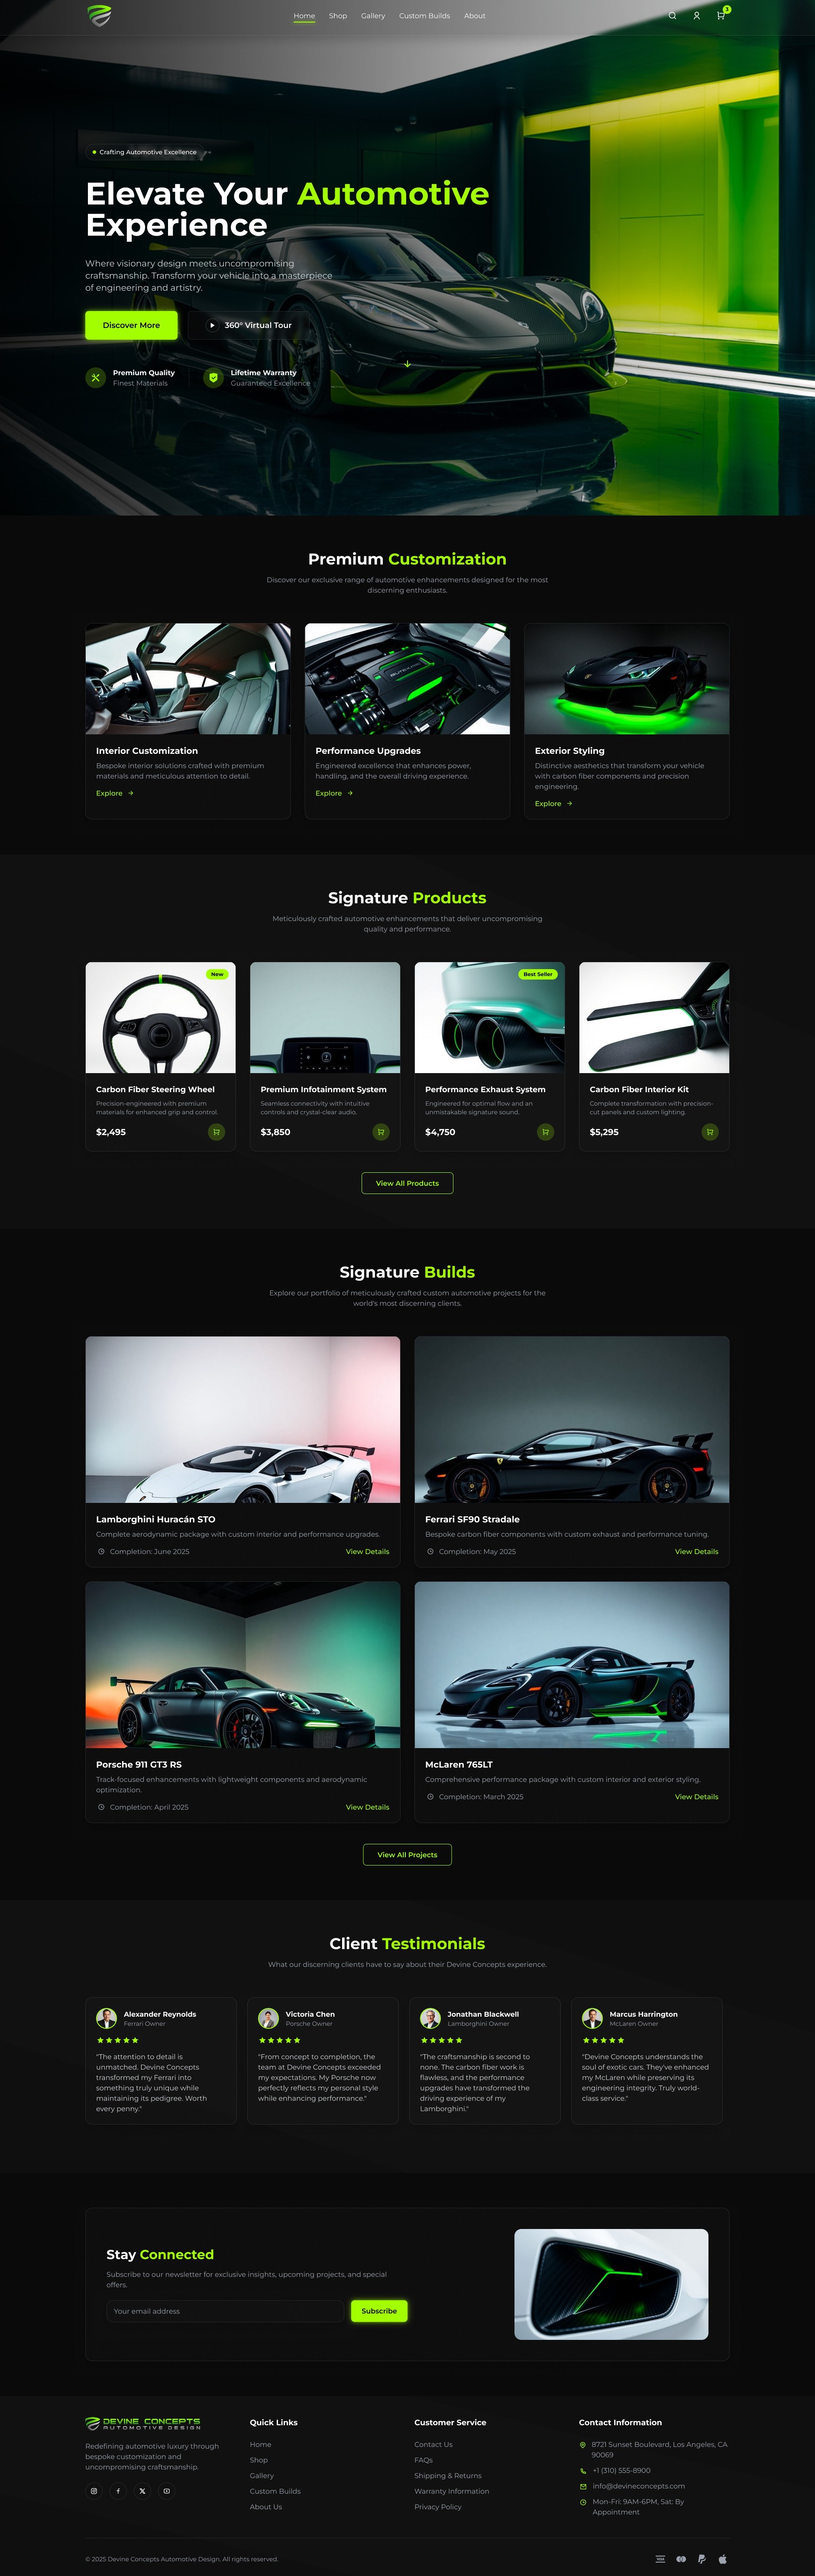 Home
Shop
Gallery
Custom Builds
About
3
Crafting Automotive Excellence
Elevate Your Automotive
Experience
Where visionary design meets uncompromising
craftsmanship. Transform your vehicle into a masterpiece
of engineering and artistry.
Discover More
360° Virtual Tour
Premium Quality
Finest Materials
Lifetime Warranty
Guaranteed Excellence
Premium Customization
Discover our exclusive range of automotive enhancements designed for the most
discerning enthusiasts.
Interior Customization
Bespoke interior solutions crafted with premium
materials and meticulous attention to detail.
Explore
Performance Upgrades
Engineered excellence that enhances power,
handling, and the overall driving experience.
Explore
Exterior Styling
Distinctive aesthetics that transform your vehicle
with carbon fiber components and precision
engineering.
Explore
Signature Products
Meticulously crafted automotive enhancements that deliver uncompromising
quality and performance.
New
Carbon Fiber Steering Wheel
Precision-engineered with premium
materials for enhanced grip and control.
$2,495
Premium Infotainment System
Seamless connectivity with intuitive
controls and crystal-clear audio.
$3,850
Best Seller
Performance Exhaust System
Engineered for optimal flow and an
unmistakable signature sound.
$4,750
Carbon Fiber Interior Kit
Complete transformation with precision-
cut panels and custom lighting.
$5,295
View All Products
Signature Builds
Explore our portfolio of meticulously crafted custom automotive projects for the
world's most discerning clients.
Lamborghini Huracán STO
Complete aerodynamic package with custom interior and performance upgrades.
Completion: June 2025
View Details
Ferrari SF90 Stradale
Bespoke carbon fiber components with custom exhaust and performance tuning.
Completion: May 2025
View Details
Porsche 911 GT3 RS
Track-focused enhancements with lightweight components and aerodynamic
optimization.
Completion: April 2025
View Details
McLaren 765LT
Comprehensive performance package with custom interior and exterior styling.
Completion: March 2025
View Details
View All Projects
Client Testimonials
What our discerning clients have to say about their Devine Concepts experience.
Alexander Reynolds
Ferrari Owner
"The attention to detail is
unmatched. Devine Concepts
transformed my Ferrari into
something truly unique while
maintaining its pedigree. Worth
every penny."
Victoria Chen
Porsche Owner
"From concept to completion, the
team at Devine Concepts exceeded
my expectations. My Porsche now
perfectly reflects my personal style
while enhancing performance."
Jonathan Blackwell
Lamborghini Owner
"The craftsmanship is second to
none. The carbon fiber work is
flawless, and the performance
upgrades have transformed the
driving experience of my
Lamborghini."
Marcus Harrington
McLaren Owner
"Devine Concepts understands the
soul of exotic cars. They've enhanced
my McLaren while preserving its
engineering integrity. Truly world-
class service."
Stay Connected
Subscribe to our newsletter for exclusive insights, upcoming projects, and special
offers.
Your email address
Subscribe
DEVINE CONCEPTS
AUTOMOTIVE DESIGN
Redefining automotive luxury through
bespoke customization and
uncompromising craftsmanship.
Quick Links
Home
Shop
Gallery
Custom Builds
About Us
Customer Service
Contact Us
FAQs
Shipping & Returns
Warranty Information
Privacy Policy
Contact Information
8721 Sunset Boulevard, Los Angeles, CA
90069
+1 (310) 555-8900
info@devineconcepts.com
Mon-Fri: 9AM-6PM, Sat: By
Appointment
© 2025 Devine Concepts Automotive Design. All rights reserved.
VISA